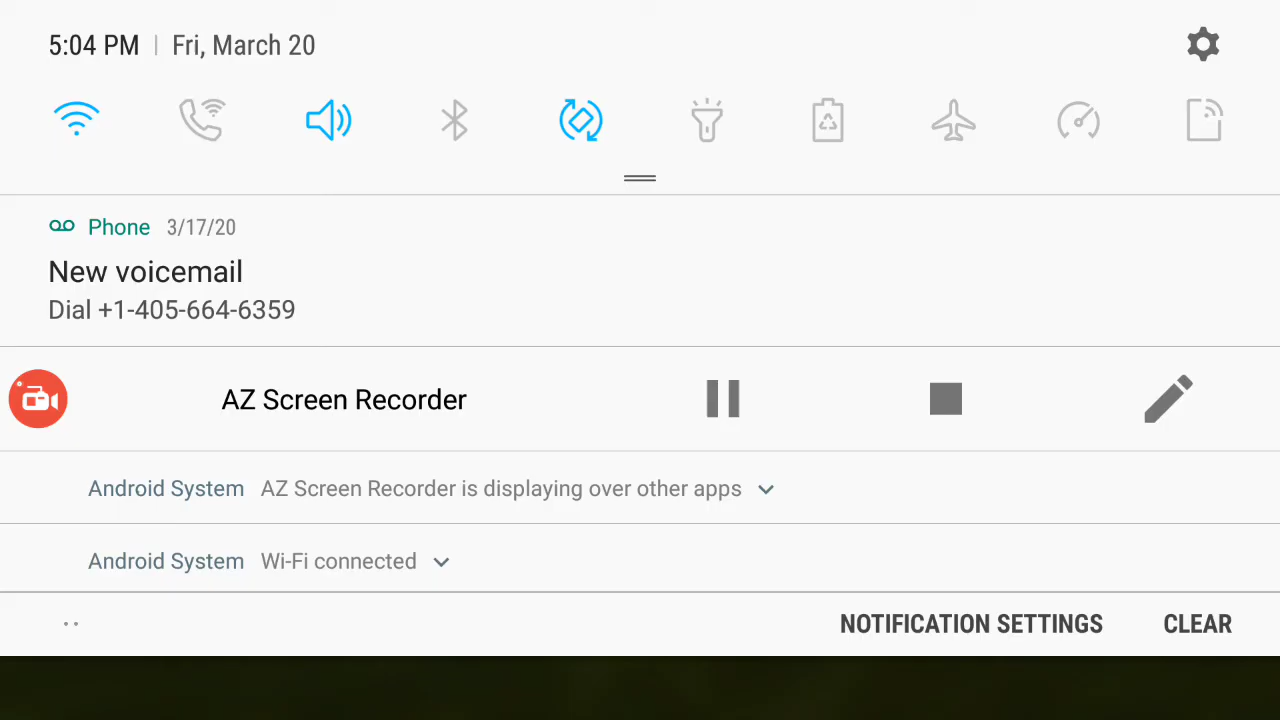 5:04 PM | Fri, March 20
Phone 3/17/20
New voicemail
Dial +1-405-664-6359
AZ Screen Recorder
Android System AZ Screen Recorder is displaying over other apps
Android System Wi-Fi connected
NOTIFICATION SETTINGS CLEAR